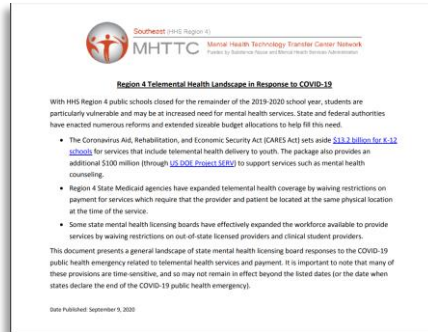 Southeast (HHS Region 4)
MHTTC Mental Health Technology Transfer Center Network
Funded by Substance Abuse and Mental Health Services Administration
Region 4 Telemental Health Landscape in Response to COVID-19
With HHS Region 4 public schools closed for the remainder of the 2019-2020 school year, students are
particularly vulnerable and may be at increased need for mental health services. State and federal authorities
have enacted numerous reforms and extended sizeable budget allocations to help fill this need.
• The Coronavirus Aid, Rehabilitation, and Economic Security Act (CARES Act) sets aside $13.2 billion for K-12
schools for services that include telemental health delivery to youth. The package also provides an
additional $100 million (through US DOE Project SERV) to support services such as mental health
counseling.
• Region 4 State Medicaid agencies have expanded telemental health coverage by waiving restrictions on
payment for services which require that the provider and patient be located at the same physical location
at the time of the service.
• Some state mental health licensing boards have effectively expanded the workforce available to provide
services by waiving restrictions on out-of-state licensed providers and clinical student providers.
This document presents a general landscape of state mental health licensing board responses to the COVID-19
public health emergency related to telemental health services and payment. It is important to note that many of
these provisions are time-sensitive, and so may not remain in effect beyond the listed dates (or the date when
states declare the end of the COVID-19 public health emergency).
Date Published: September 9, 2020